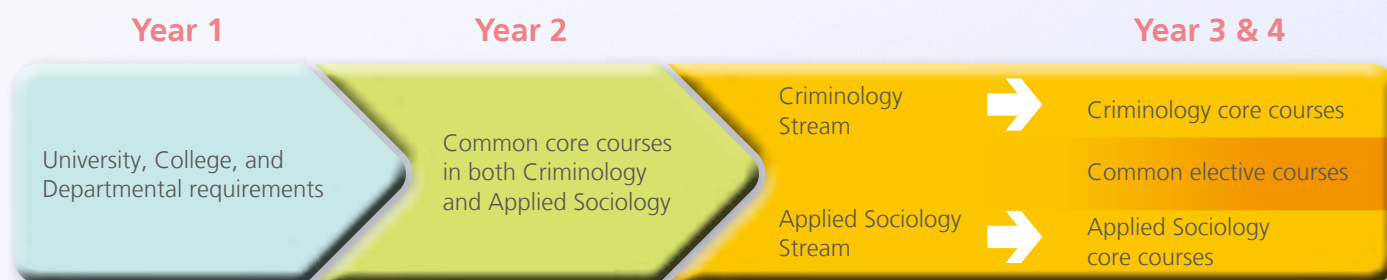 Year 1
Year 2
Year 3 & 4
University, College, and
Departmental requirements
Common core courses
in both Criminology
and Applied Sociology
Criminology
Stream
Criminology core courses
Common elective courses
Applied Sociology
Stream
Applied Sociology
core courses